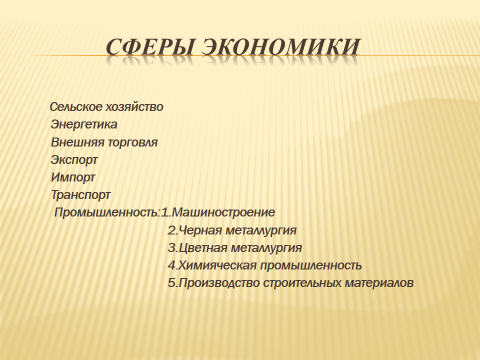 СФЕРЫ ЭКОНОМИКИ
Сельское хозяйство
Энергетика
Внешняя торговля
Экспорт
Импорт
Транспорт
Промышленность:1.Машиностроение
2.Черная металлургия
3.Цветная металлургия
4.Химияческая промышленность
5.Производство строительных материалов